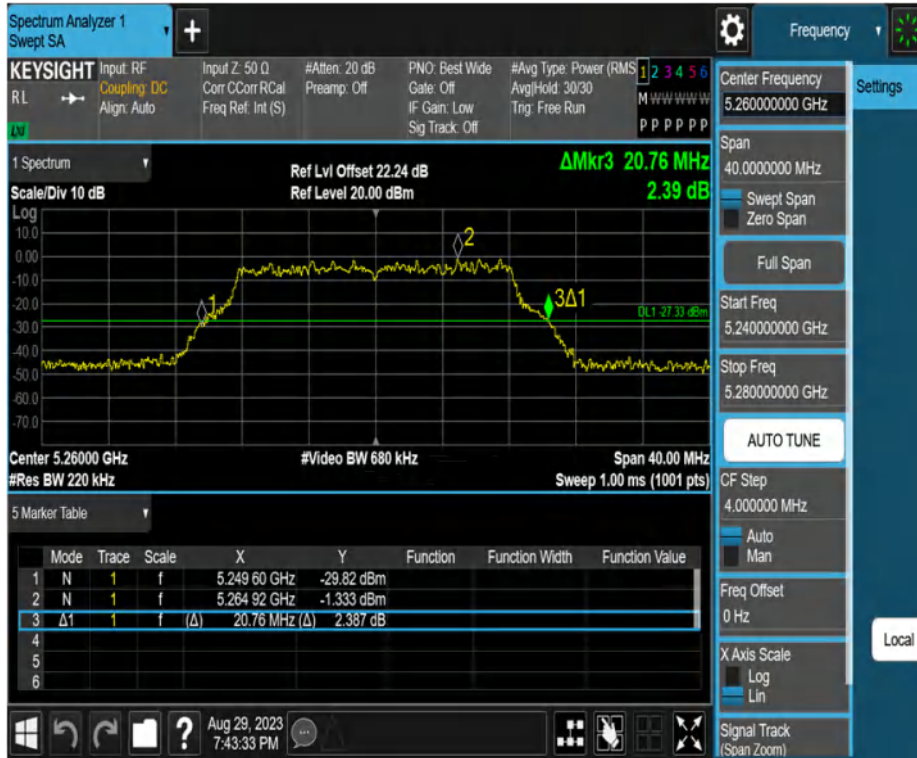 Spectrum Analyzer 1
Swept SA
+
Frequency
KEYSIGHT
RL
LXI
Input: RF
Coupling: DC
Align: Auto
Input Z: 50 Ω
Corr CCorr RCal
Freq Ref: Int (S)
#Atten: 20 dB
Preamp: Off
PNO: Best Wide
Gate: Off
IF Gain: Low
Sig Track: Off
#Avg Type: Power (RMS
Avg|Hold: 30/30
Trig: Free Run
1 2 3 4 5 6
M W W W W W
P P P P P P
1 Spectrum
Scale/Div 10 dB
Ref Lvl Offset 22.24 dB
Ref Level 20.00 dBm
ΔMkr3 20.76 MHz
2.39 dB
Log
10.0
0.00
-10.0
-20.0
-30.0
-40.0
-50.0
-60.0
-70.0
1
2
3Δ1
DL1 -27.33 dBm
Center 5.26000 GHz
#Video BW 680 kHz
Span 40.00 MHz
#Res BW 220 kHz
Sweep 1.00 ms (1001 pts)
5 Marker Table
Mode Trace Scale X Y Function Function Width Function Value
1 N 1 f 5.249 60 GHz -29.82 dBm
2 N 1 f 5.264 92 GHz -1.333 dBm
3 Δ1 1 f (Δ) 20.76 MHz (Δ) 2.387 dB
4
5
6
?
Aug 29, 2023
7:43:33 PM
Center Frequency
5.260000000 GHz
Span
40.0000000 MHz
Swept Span
Zero Span
Full Span
Start Freq
5.240000000 GHz
Stop Freq
5.280000000 GHz
AUTO TUNE
CF Step
4.000000 MHz
Auto
Man
Freq Offset
0 Hz
X Axis Scale
Log
Lin
Signal Track
(Span Zoom)
Settings
Local